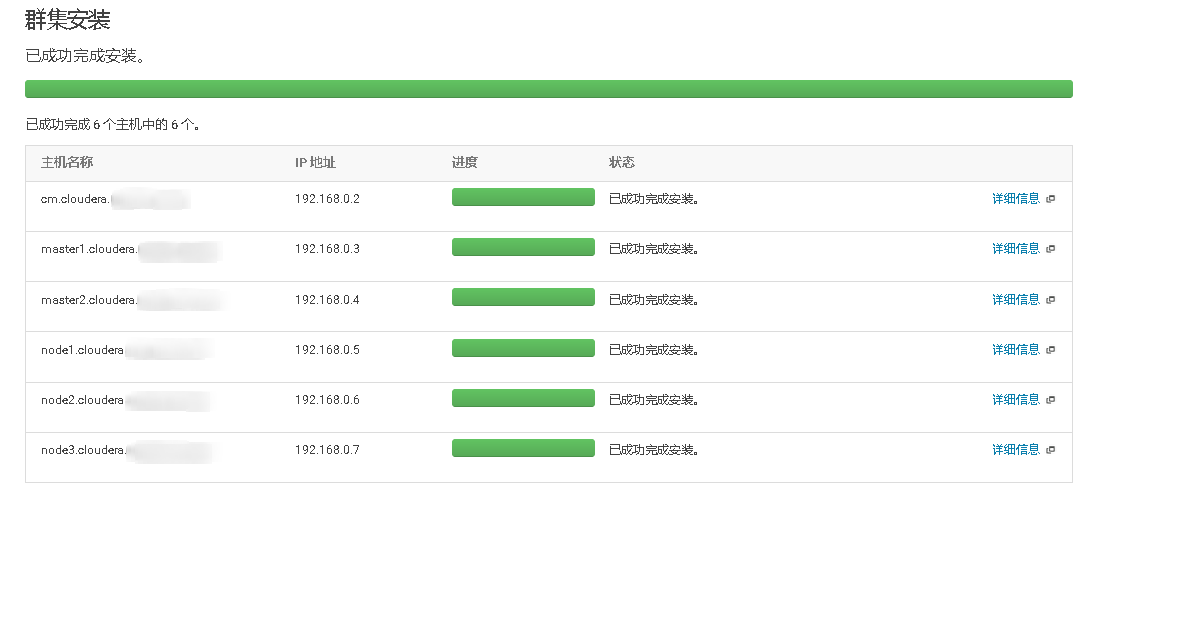 群集安装
已成功完成安装。
已成功完成 6 个主机中的 6 个。
主机名称 IP 地址 进度 状态
cm.cloudera. 192.168.0.2 已成功完成安装。 详细信息
master1.cloudera. 192.168.0.3 已成功完成安装。 详细信息
master2.cloudera. 192.168.0.4 已成功完成安装。 详细信息
node1.cloudera 192.168.0.5 已成功完成安装。 详细信息
node2.cloudera 192.168.0.6 已成功完成安装。 详细信息
node3.cloudera. 192.168.0.7 已成功完成安装。 详细信息